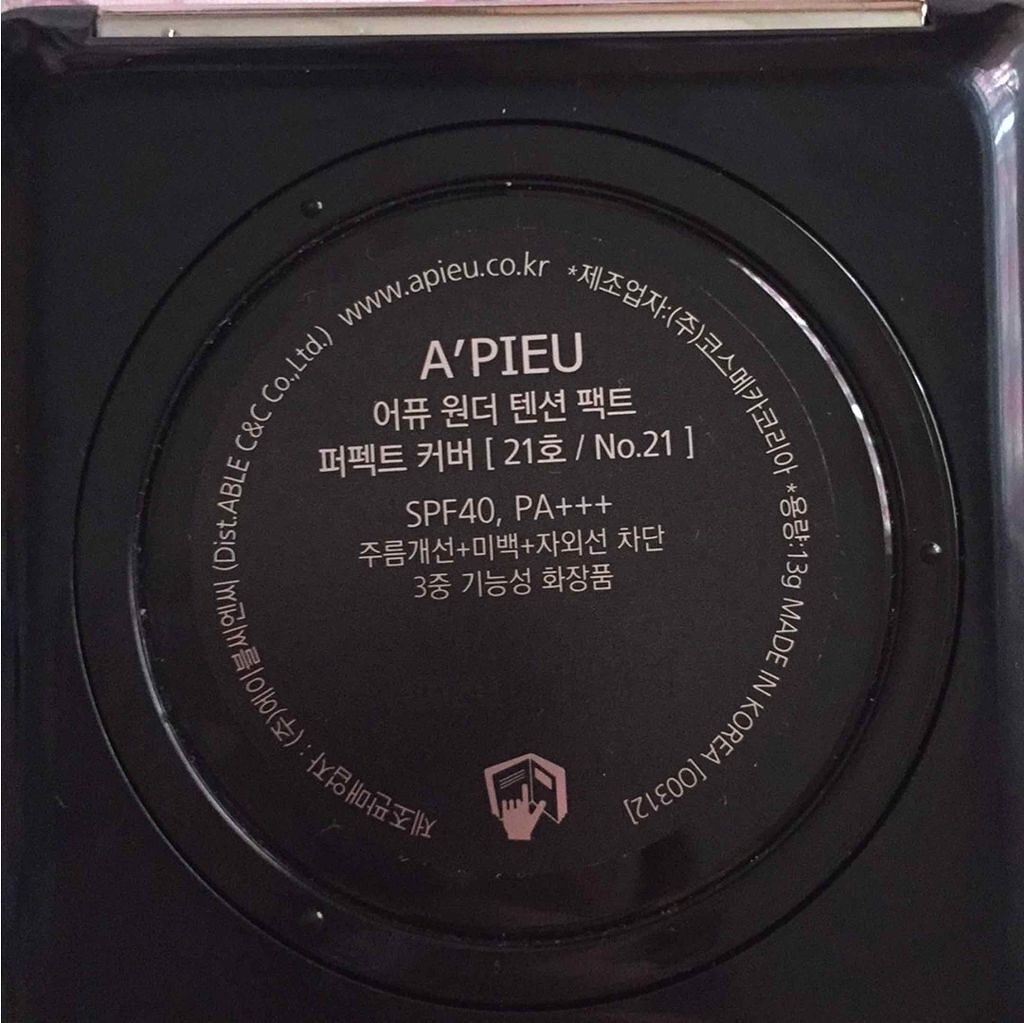 A'PIEU
어퓨 원더 텐션 팩트
퍼펙트 커버 [ 21호 / No.21 ]
SPF40, PA+++
주름개선+미백+자외선 차단
3중 기능성 화장품
제조판매업자 : (주)에이블씨엔씨 (Dist.ABLE C&C Co.,Ltd.) www.apieu.co.kr *제조업자:(주)코스메카코리아 *용량:13g MADE IN KOREA [O0312]